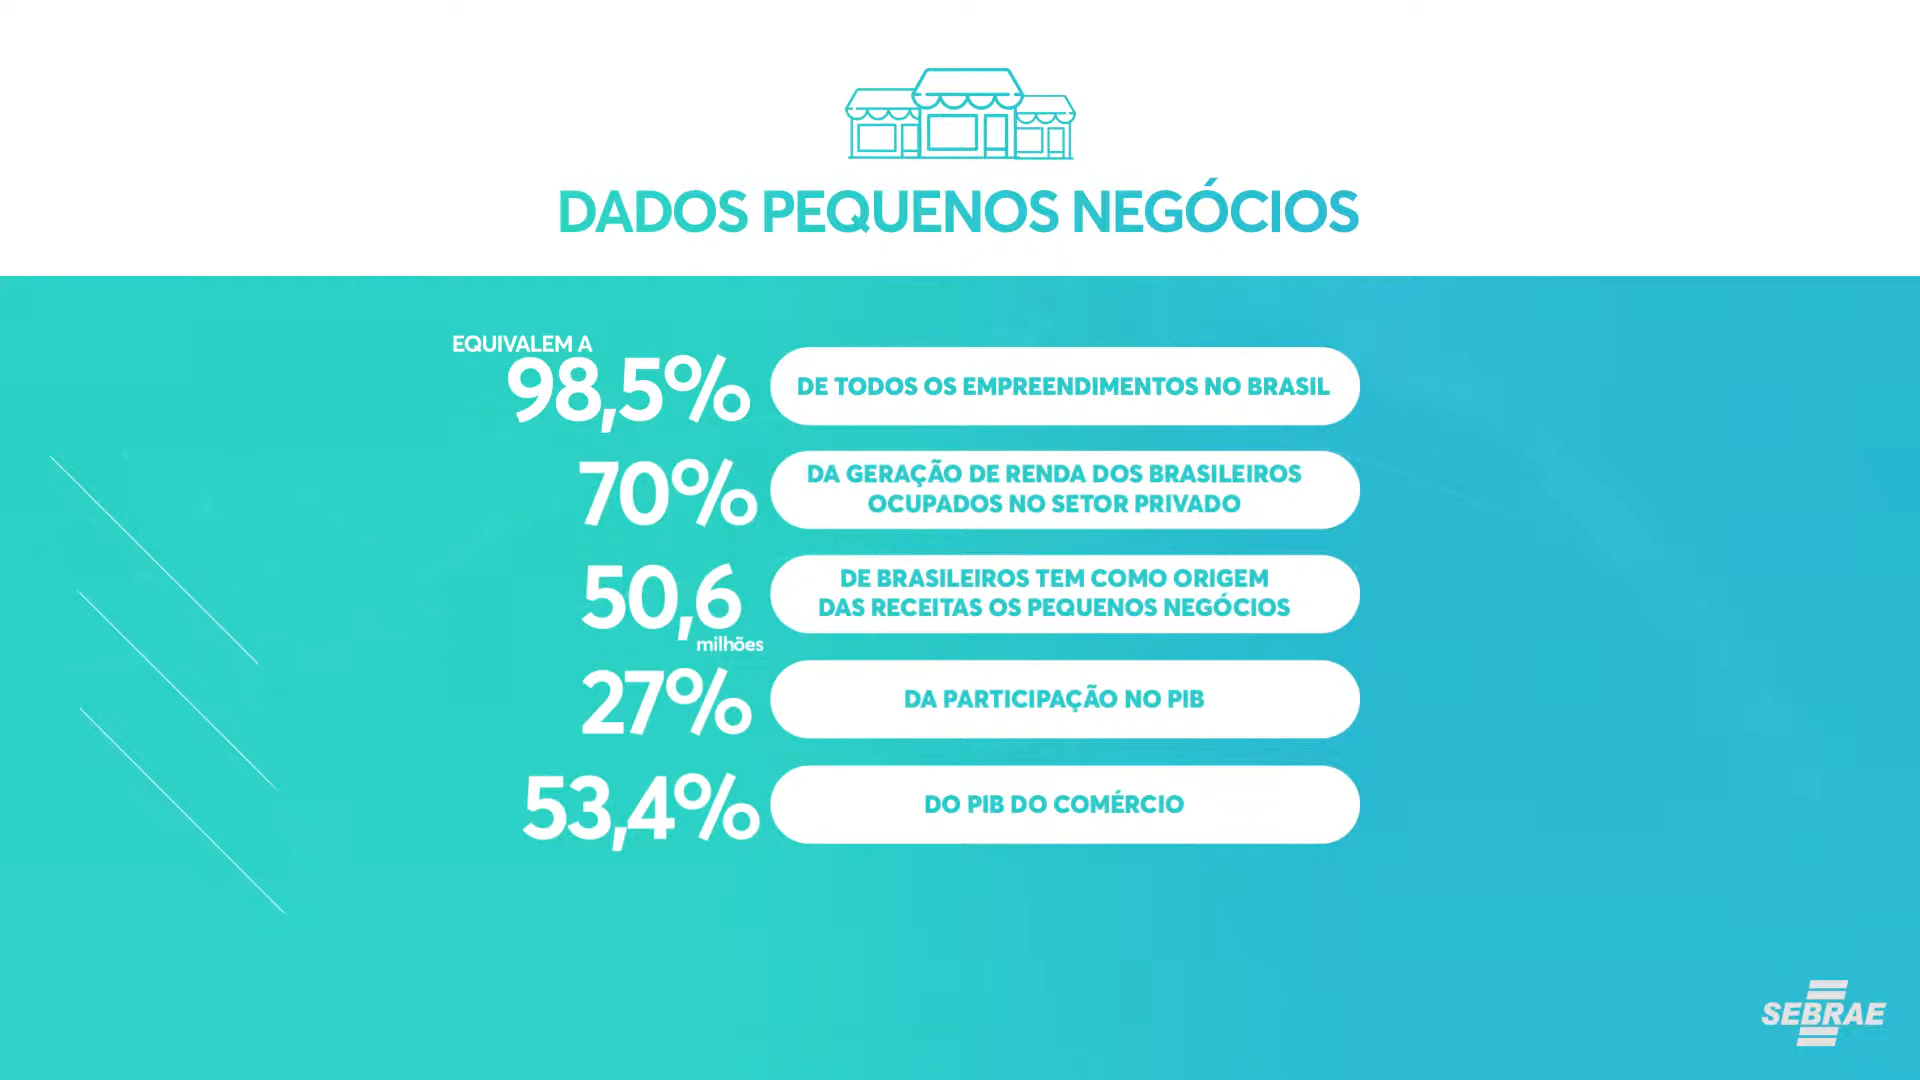 DADOS PEQUENOS NEGÓCIOS
EQUIVALEM A
98,5%
DE TODOS OS EMPREENDIMENTOS NO BRASIL
70%
DA GERAÇÃO DE RENDA DOS BRASILEIROS
OCUPADOS NO SETOR PRIVADO
50,6
milhões
DE BRASILEIROS TEM COMO ORIGEM
DAS RECEITAS OS PEQUENOS NEGÓCIOS
27%
DA PARTICIPAÇÃO NO PIB
53,4%
DO PIB DO COMÉRCIO
SEBRAE